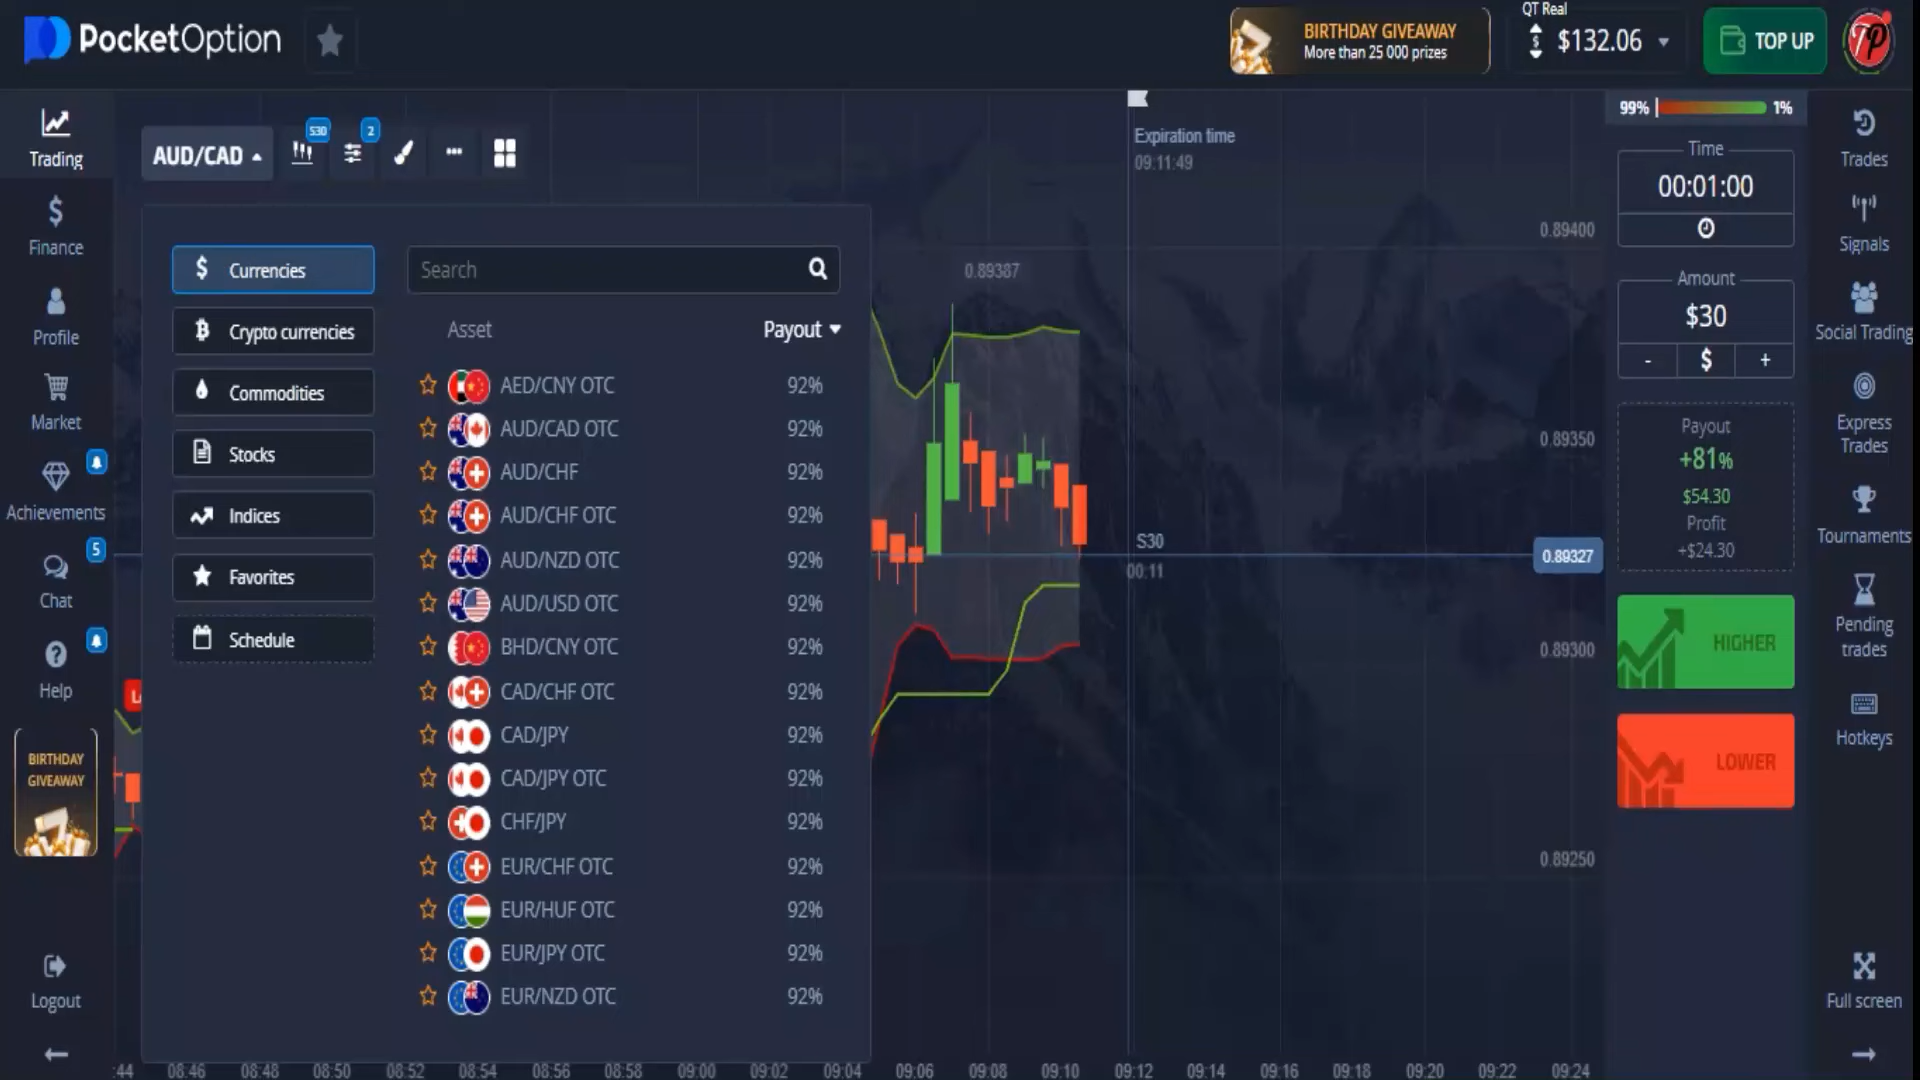 PocketOption
BIRTHDAY GIVEAWAY
More than 25 000 prizes
QT Real
$132.06
TOP UP
Trading
Finance
Profile
Market
Achievements
5
Chat
Help
BIRTHDAY
GIVEAWAY
Logout
AUD/CAD
S30
2
Currencies
Crypto currencies
Commodities
Stocks
Indices
Favorites
Schedule
Search
Asset
Payout
AED/CNY OTC 92%
AUD/CAD OTC 92%
AUD/CHF 92%
AUD/CHF OTC 92%
AUD/NZD OTC 92%
AUD/USD OTC 92%
BHD/CNY OTC 92%
CAD/CHF OTC 92%
CAD/JPY 92%
CAD/JPY OTC 92%
CHF/JPY 92%
EUR/CHF OTC 92%
EUR/HUF OTC 92%
EUR/JPY OTC 92%
EUR/NZD OTC 92%
Expiration time
09:11:49
0.89387
S30
00:11
0.89400
0.89350
0.89327
0.89300
0.89250
:44 08:46 08:48 08:50 08:52 08:54 08:56 08:58 09:00 09:02 09:04 09:06 09:08 09:10 09:12 09:14 09:16 09:18 09:20 09:22 09:24
99% 1%
Time
00:01:00
Amount
$30
- $ +
Payout
+81%
$54.30
Profit
+$24.30
HIGHER
LOWER
Trades
Signals
Social Trading
Express
Trades
Tournaments
Pending
trades
Hotkeys
Full screen